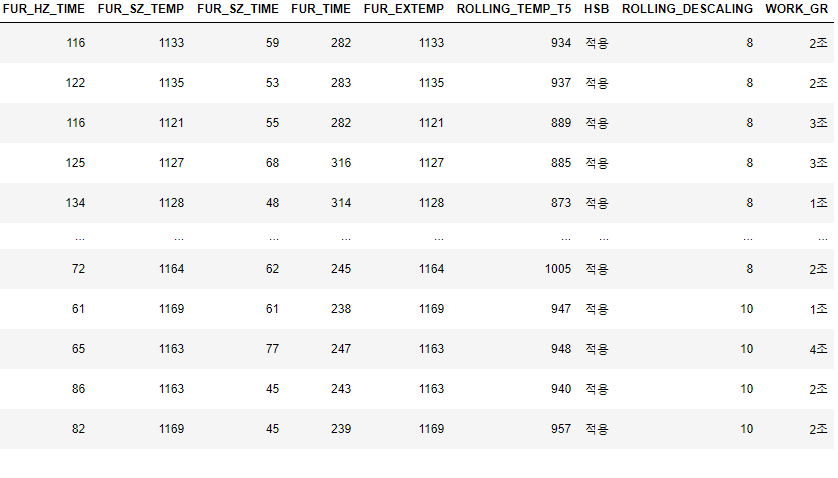 FUR_HZ_TIME FUR_SZ_TEMP FUR_SZ_TIME FUR_TIME FUR_EXTEMP ROLLING_TEMP_T5 HSB ROLLING_DESCALING WORK_GR
116 1133 59 282 1133 934 적용 8 2조
122 1135 53 283 1135 937 적용 8 2조
116 1121 55 282 1121 889 적용 8 3조
125 1127 68 316 1127 885 적용 8 3조
134 1128 48 314 1128 873 적용 8 1조
... ... ... ... ... ... ... ... ...
72 1164 62 245 1164 1005 적용 8 2조
61 1169 61 238 1169 947 적용 10 1조
65 1163 77 247 1163 948 적용 10 4조
86 1163 45 243 1163 940 적용 10 2조
82 1169 45 239 1169 957 적용 10 2조